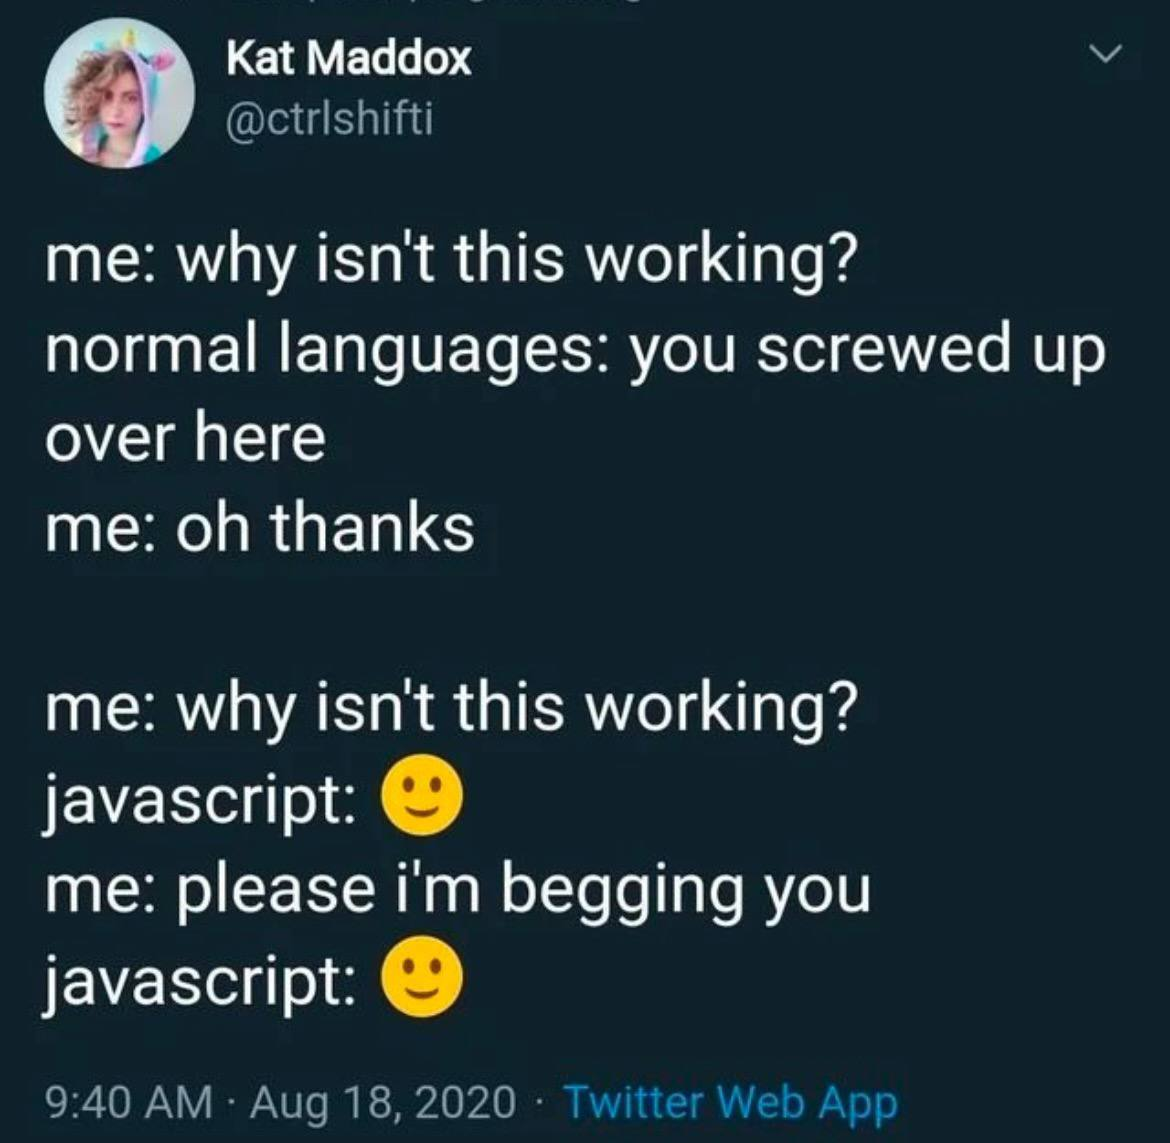 Kat Maddox
@ctrlshifti
me: why isn't this working?
normal languages: you screwed up
over here
me: oh thanks
me: why isn't this working?
javascript: 🙂
me: please i'm begging you
javascript: 🙂
9:40 AM · Aug 18, 2020 · Twitter Web App